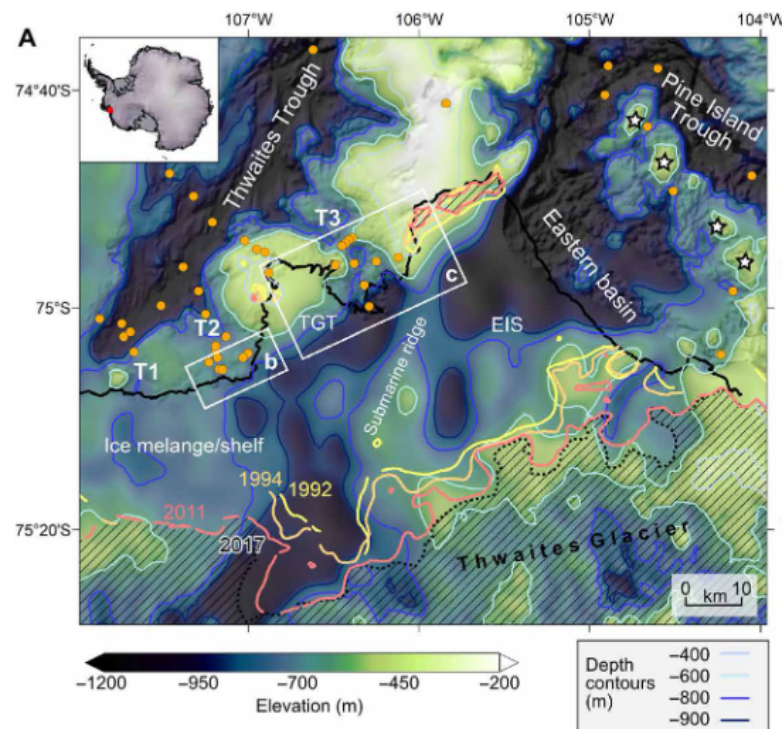 107°W 106°W 105°W 104°W
A
74°40'S
75°S
75°20'S
Thwaites Trough
Pine Island
Trough
T3
Eastern basin
c
T2
TGT
EIS
T1
b
Submarine ridge
Ice melange/shelf
1994
1992
2011
2017
Thwaites Glacier
0 km 10
–1200 –950 –700 –450 –200
Elevation (m)
Depth
contours
(m)
–400
–600
–800
–900